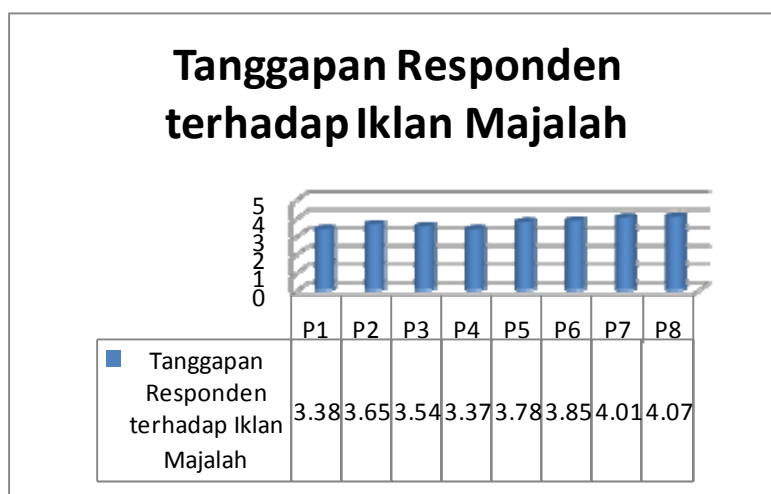 Tanggapan Responden
terhadap Iklan Majalah
5
4
3
2
1
0
P1 P2 P3 P4 P5 P6 P7 P8
Tanggapan
Responden
terhadap Iklan
Majalah
3.38 3.65 3.54 3.37 3.78 3.85 4.01 4.07